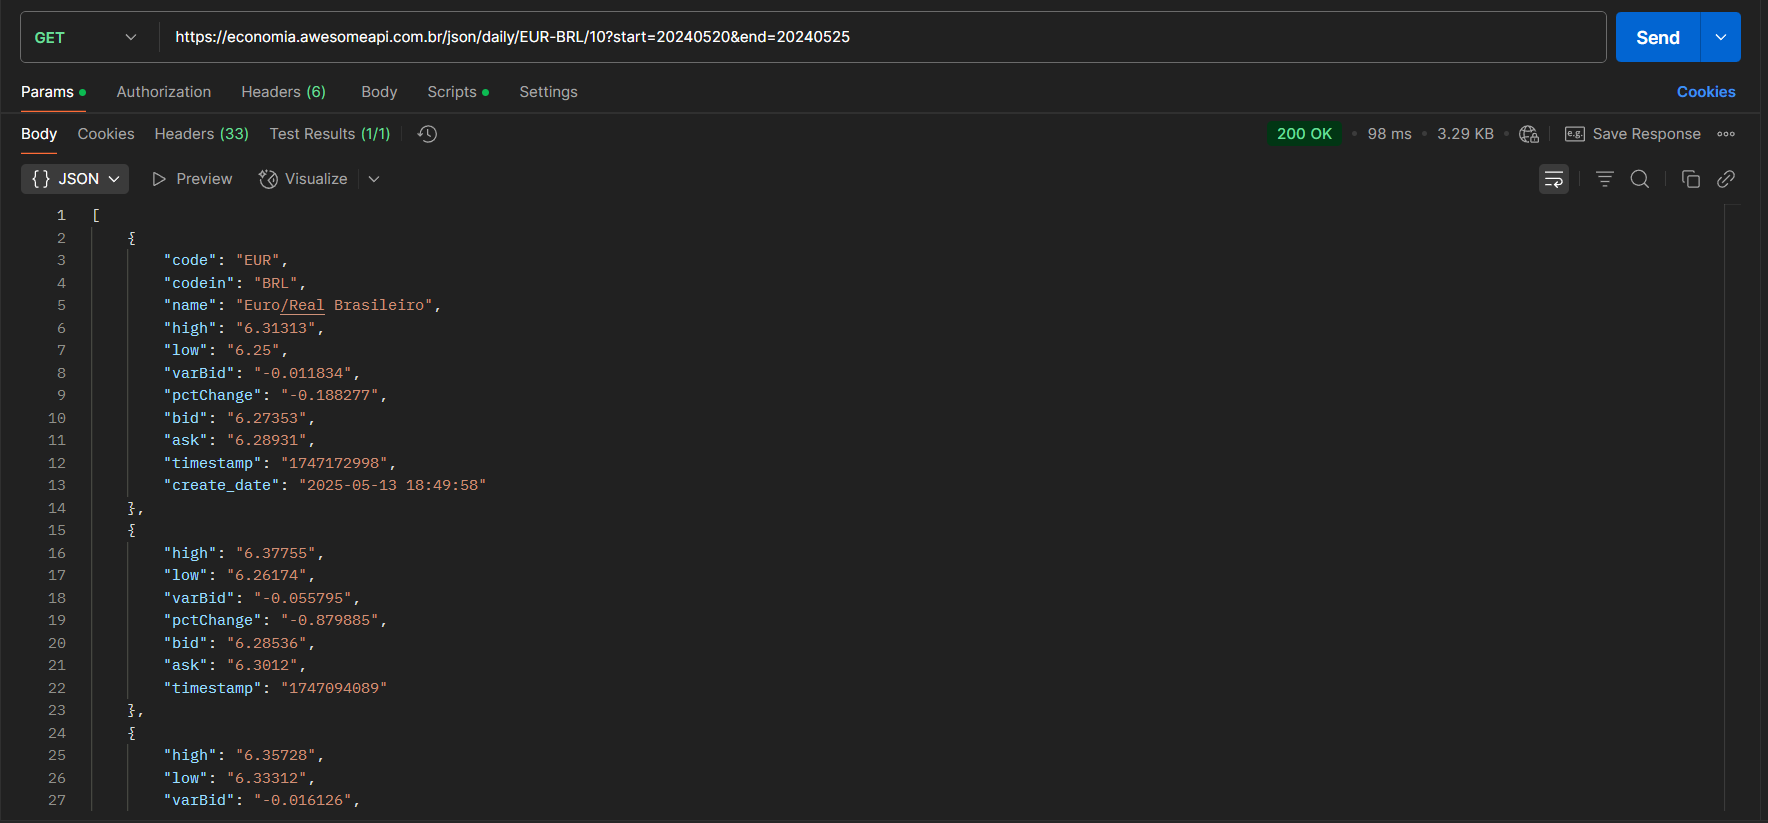 GET https://economia.awesomeapi.com.br/json/daily/EUR-BRL/10?start=20240520&end=20240525 Send
Params Authorization Headers (6) Body Scripts Settings Cookies
Body Cookies Headers (33) Test Results (1/1) 200 OK 98 ms 3.29 KB e.g. Save Response
{} JSON Preview Visualize
1 [
2 {
3 "code": "EUR",
4 "codein": "BRL",
5 "name": "Euro/Real Brasileiro",
6 "high": "6.31313",
7 "low": "6.25",
8 "varBid": "-0.011834",
9 "pctChange": "-0.188277",
10 "bid": "6.27353",
11 "ask": "6.28931",
12 "timestamp": "1747172998",
13 "create_date": "2025-05-13 18:49:58"
14 },
15 {
16 "high": "6.37755",
17 "low": "6.26174",
18 "varBid": "-0.055795",
19 "pctChange": "-0.879885",
20 "bid": "6.28536",
21 "ask": "6.3012",
22 "timestamp": "1747094089"
23 },
24 {
25 "high": "6.35728",
26 "low": "6.33312",
27 "varBid": "-0.016126",